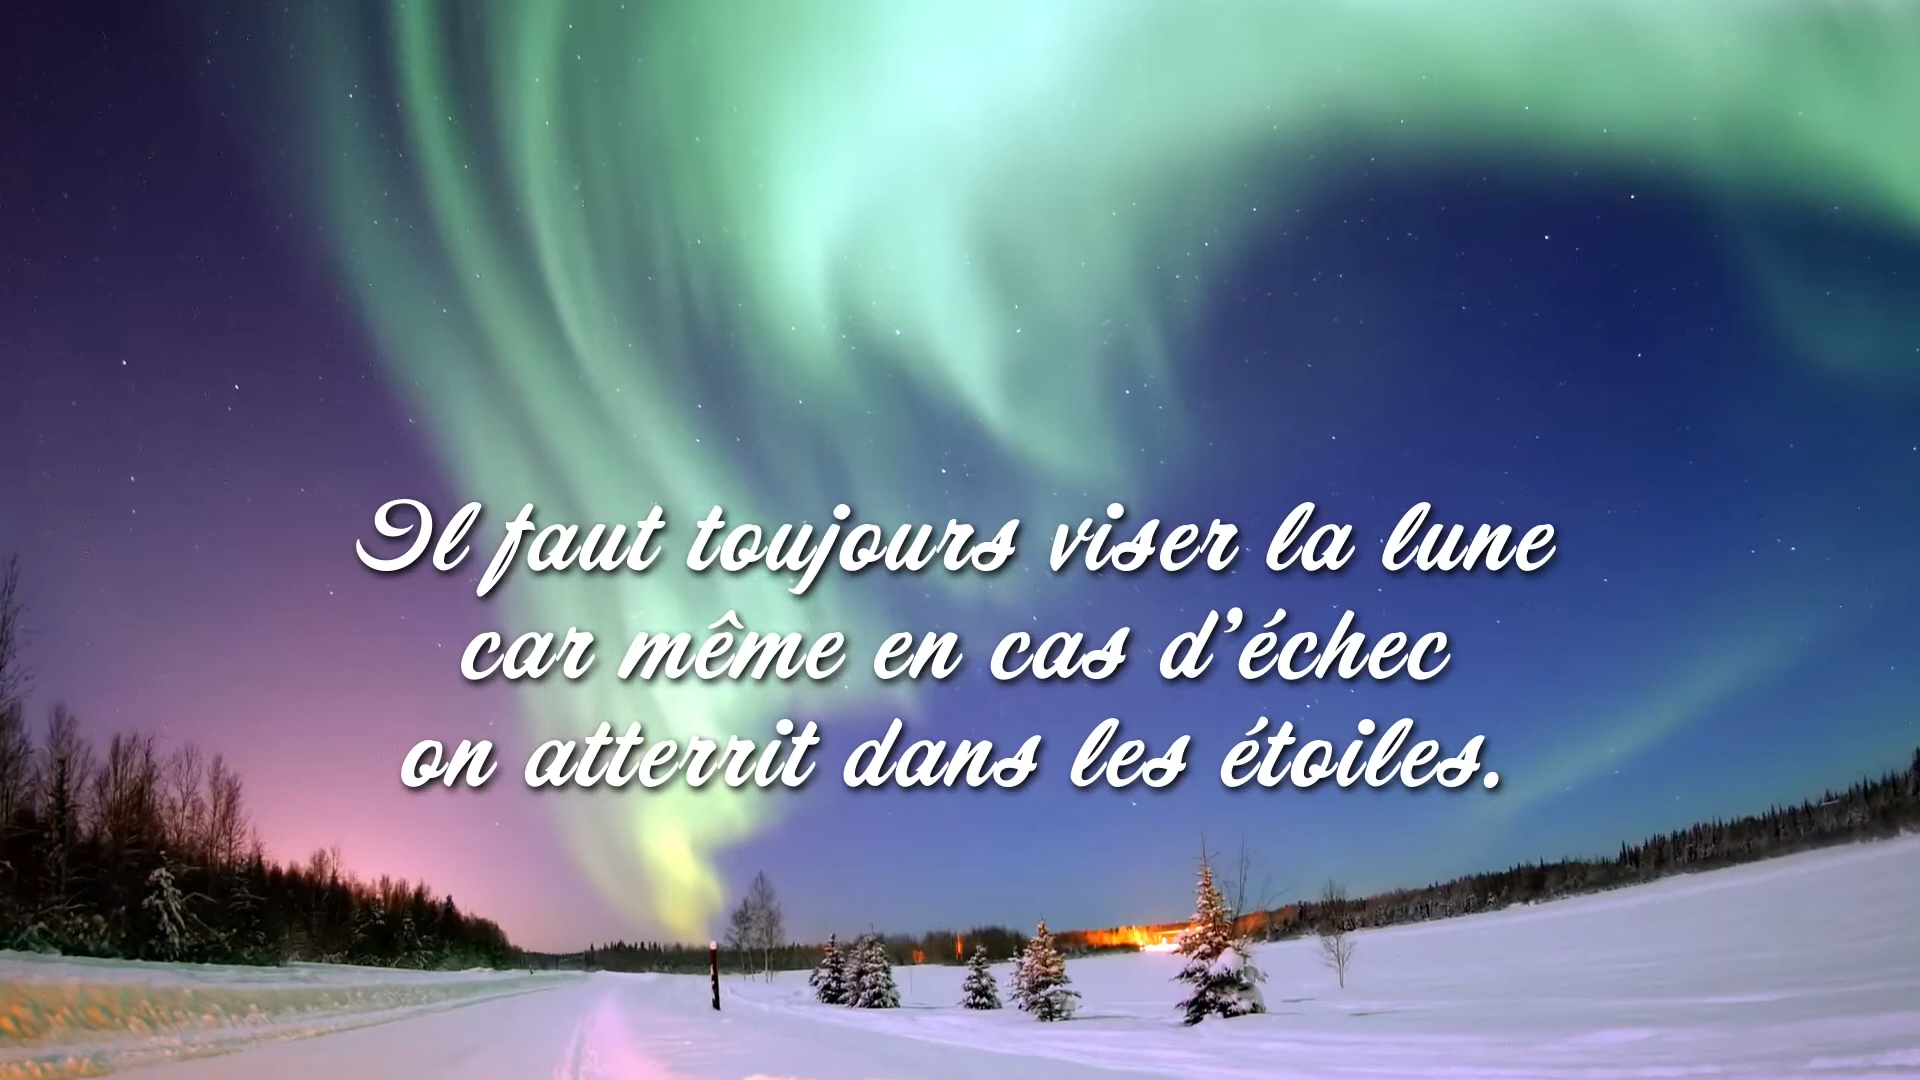 Il faut toujours viser la lune
car même en cas d'échec
on atterrit dans les étoiles.